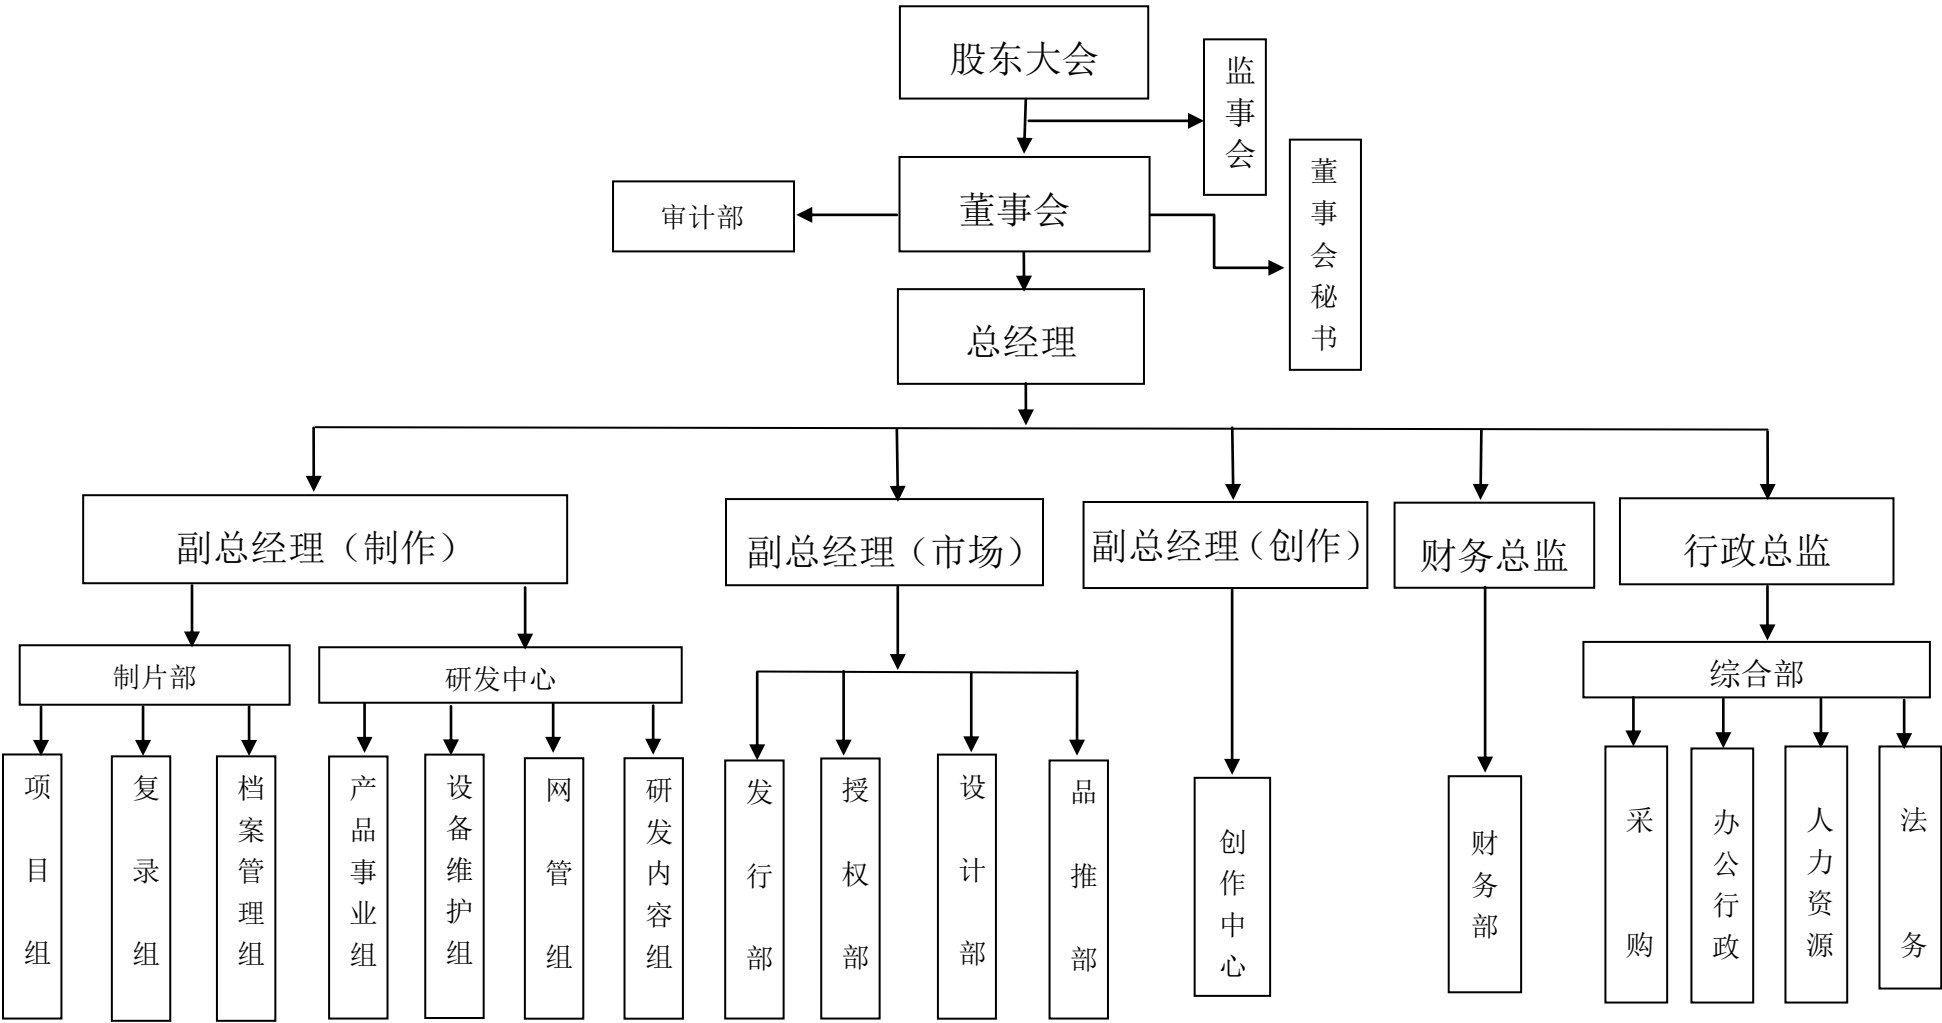 股东大会
监事会
董事会
审计部
董事会秘书
总经理
副总经理（制作）
副总经理（市场）
副总经理（创作）
财务总监
行政总监
制片部
研发中心
综合部
项目组
复录组
档案管理组
产品事业组
设备维护组
网管组
研发内容组
发行部
授权部
设计部
品推部
创作中心
财务部
采购
办公行政
人力资源
法务